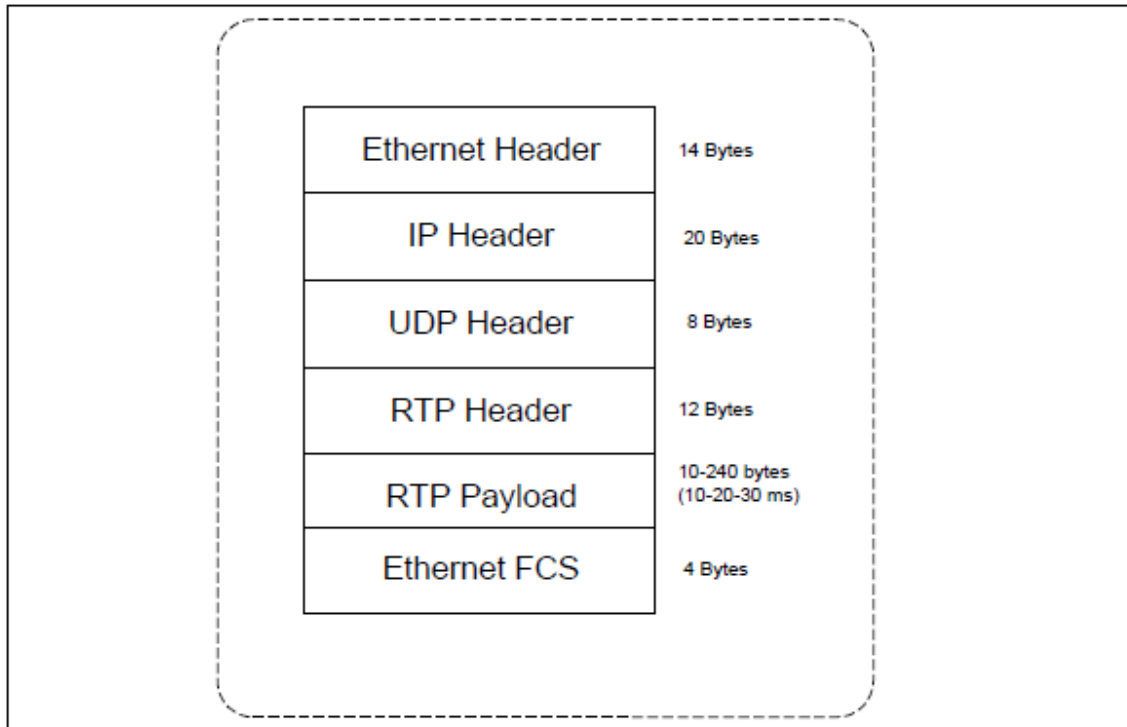 Ethernet Header 14 Bytes
IP Header 20 Bytes
UDP Header 8 Bytes
RTP Header 12 Bytes
RTP Payload 10-240 bytes
(10-20-30 ms)
Ethernet FCS 4 Bytes